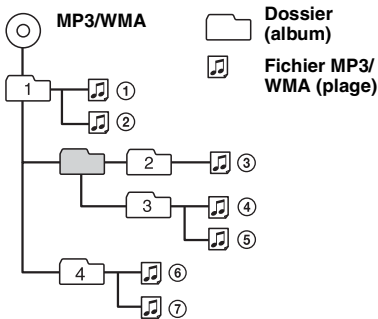 MP3/WMA
Dossier
(album)
Fichier MP3/
WMA (plage)
1
①
②
2
③
3
④
⑤
4
⑥
⑦